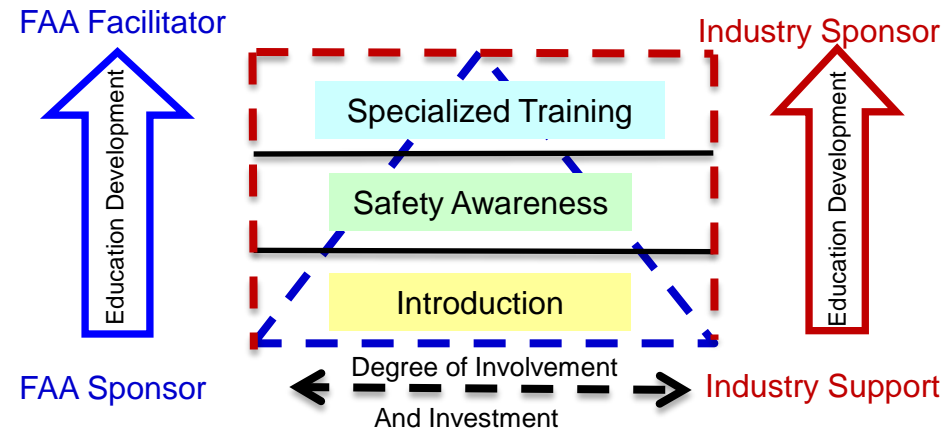 FAA Facilitator
Industry Sponsor
Education Development
Specialized Training
Safety Awareness
Introduction
Education Development
FAA Sponsor
Degree of Involvement
And Investment
Industry Support